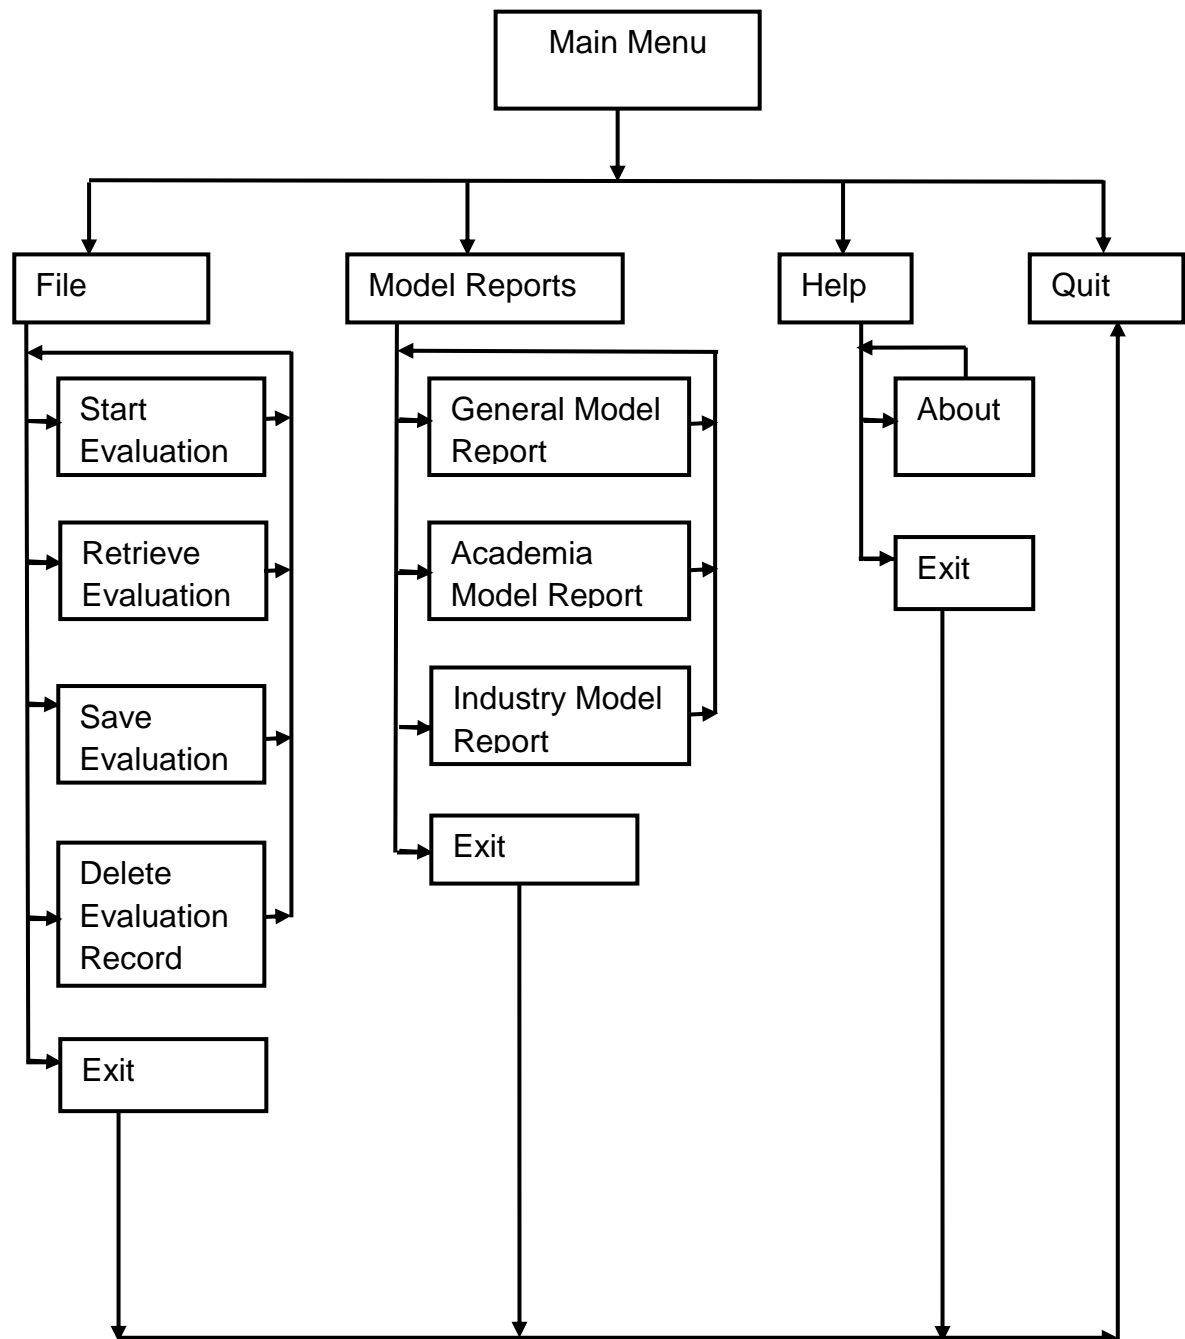 Main Menu
File
Model Reports
Help
Quit
Start
Evaluation
Retrieve
Evaluation
Save
Evaluation
Delete
Evaluation
Record
Exit
General Model
Report
Academia
Model Report
Industry Model
Report
Exit
About
Exit